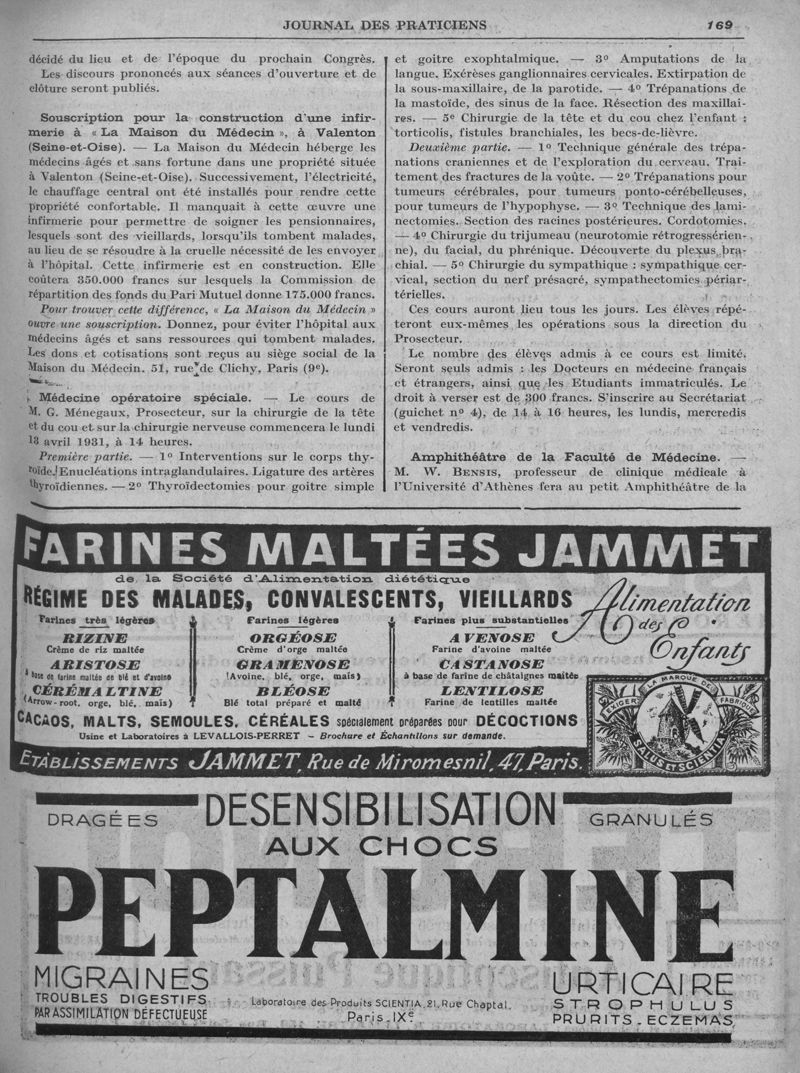 JOURNAL DES PRATICIENS
169
décidé du lieu et de l'époque du prochain Congrès.
Les discours prononcés aux séances d'ouverture et de
clôture seront publiés.
Souscription pour la construction d'une infir-
merie à « La Maison du Médecin », à Valenton
(Seine-et-Oise). — La Maison du Médecin héberge les
médecins âgés et sans fortune dans une propriété située
à Valenton (Seine-et-Oise). Successivement, l'électricité,
le chauffage central ont été installés pour rendre cette
propriété confortable. Il manquait à cette œuvre une
infirmerie pour permettre de soigner les pensionnaires,
lesquels sont des vieillards, lorsqu'ils tombent malades,
au lieu de se résoudre à la cruelle nécessité de les envoyer
à l'hôpital. Cette infirmerie est en construction. Elle
coûtera 350.000 francs sur lesquels la Commission de
répartition des fonds du Pari Mutuel donne 175.000 francs.
Pour trouver cette différence, « La Maison du Médecin »
ouvre une souscription. Donnez, pour éviter l'hôpital aux
médecins âgés et sans ressources qui tombent malades.
Les dons et cotisations sont reçus au siège social de la
Maison du Médecin. 51, rue de Clichy, Paris (9e).
Médecine opératoire spéciale. — Le cours de
M. G. Ménegaux, Prosecteur, sur la chirurgie de la tête
et du cou et sur la chirurgie nerveuse commencera le lundi
13 avril 1931, à 14 heures.
Première partie. — 1o Interventions sur le corps thy-
roïde. Enucléations intraglandulaires. Ligature des artères
thyroïdiennes. — 2o Thyroïdectomies pour goitre simple
et goitre exophtalmique. — 3o Amputations de la
langue. Exérèses ganglionnaires cervicales. Extirpation de
la sous-maxillaire, de la parotide. — 4o Trépanations de
la mastoïde, des sinus de la face. Résection des maxillai-
res. — 5e Chirurgie de la tête et du cou chez l'enfant :
torticolis, fistules branchiales, les becs-de-lièvre.
Deuxième partie. — 1o Technique générale des trépa-
nations craniennes et de l'exploration du cerveau. Trai-
tement des fractures de la voûte. — 2o Trépanations pour
tumeurs cérébrales, pour tumeurs ponto-cérébelleuses,
pour tumeurs de l'hypophyse. — 3o Technique des lami-
nectomies. Section des racines postérieures. Cordotomies.
— 4o Chirurgie du trijumeau (neurotomie rétrogressérien-
ne), du facial, du phrénique. Découverte du plexus bra-
chial. — 5o Chirurgie du sympathique : sympathique cer-
vical, section du nerf présacré, sympathectomies périar-
térielles.
Ces cours auront lieu tous les jours. Les élèves répé-
teront eux-mêmes les opérations sous la direction du
Prosecteur.
Le nombre des élèves admis à ce cours est limité.
Seront seuls admis : les Docteurs en médecine français
et étrangers, ainsi que les Etudiants immatriculés. Le
droit à verser est de 300 francs. S'inscrire au Secrétariat
(guichet no 4), de 14 à 16 heures, les lundis, mercredis
et vendredis.
Amphithéâtre de la Faculté de Médecine. —
M. W. BENSIS, professeur de clinique médicale à
l'Université d'Athènes fera au petit Amphithéâtre de la
FARINES MALTÉES JAMMET
de la Société d'Alimentation diététique
RÉGIME DES MALADES, CONVALESCENTS, VIEILLARDS
Alimentation
des
Enfants
Farines très légères
RIZINE
Crème de riz maltée
ARISTOSE
à base de farine maltée de blé et d'avoine
CÉRÉMALTINE
(Arrow-root, orge, blé, maïs)
Farines légères
ORGÉOSE
Crème d'orge maltée
GRAMENOSE
(Avoine, blé, orge, maïs)
BLÉOSE
Blé total préparé et malté
Farines plus substantielles
AVENOSE
Farine d'avoine maltée
CASTANOSE
à base de farine de châtaignes maltée
LENTILOSE
Farine de lentilles maltée
EXIGER LA MARQUE DE FABRIQUE
SALUS ET SCIENTIA
CACAOS, MALTS, SEMOULES, CÉRÉALES spécialement préparées pour DÉCOCTIONS
Usine et Laboratoires à LEVALLOIS-PERRET — Brochure et Échantillons sur demande.
ETABLISSEMENTS JAMMET, Rue de Miromesnil, 47, Paris.
DRAGÉES
DESENSIBILISATION
GRANULÉS
AUX CHOCS
PEPTALMINE
MIGRAINES
TROUBLES DIGESTIFS
PAR ASSIMILATION DÉFECTUEUSE
Laboratoire des Produits SCIENTIA, 21, Rue Chaptal.
Paris.IXe
URTICAIRE
STROPHULUS
PRURITS _ ECZEMAS